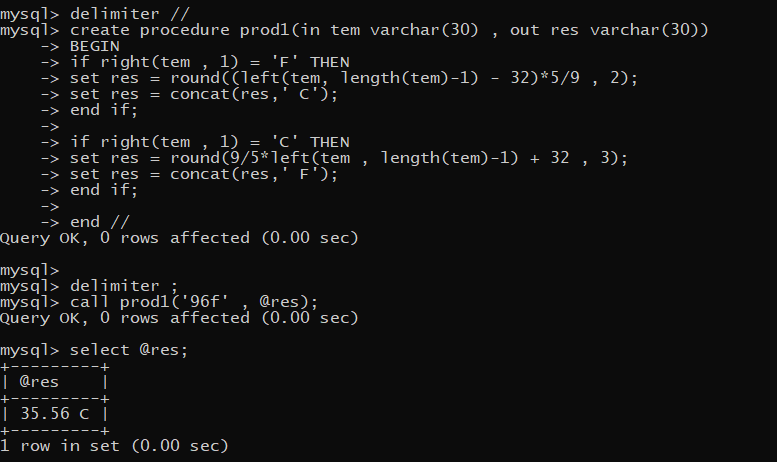 mysql> delimiter //
mysql> create procedure prod1(in tem varchar(30) , out res varchar(30))
    -> BEGIN
    -> if right(tem , 1) = 'F' THEN
    -> set res = round((left(tem, length(tem)-1) - 32)*5/9 , 2);
    -> set res = concat(res,' C');
    -> end if;
    ->
    -> if right(tem , 1) = 'C' THEN
    -> set res = round(9/5*left(tem , length(tem)-1) + 32 , 3);
    -> set res = concat(res,' F');
    -> end if;
    ->
    -> end //
Query OK, 0 rows affected (0.00 sec)

mysql>
mysql> delimiter ;
mysql> call prod1('96f' , @res);
Query OK, 0 rows affected (0.00 sec)

mysql> select @res;
+---------+
| @res    |
+---------+
| 35.56 C |
+---------+
1 row in set (0.00 sec)